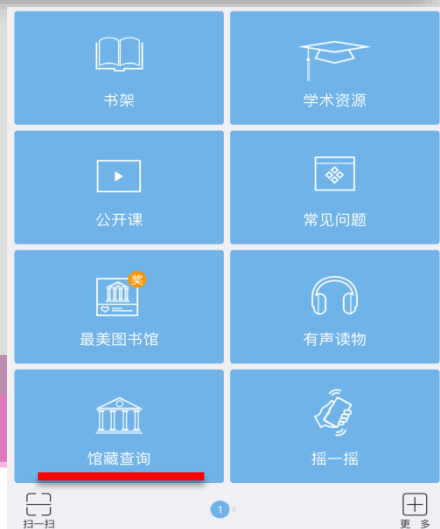 书架
学术资源
公开课
常见问题
奖
最美图书馆
有声读物
馆藏查询
摇一摇
扫一扫
1
更 多